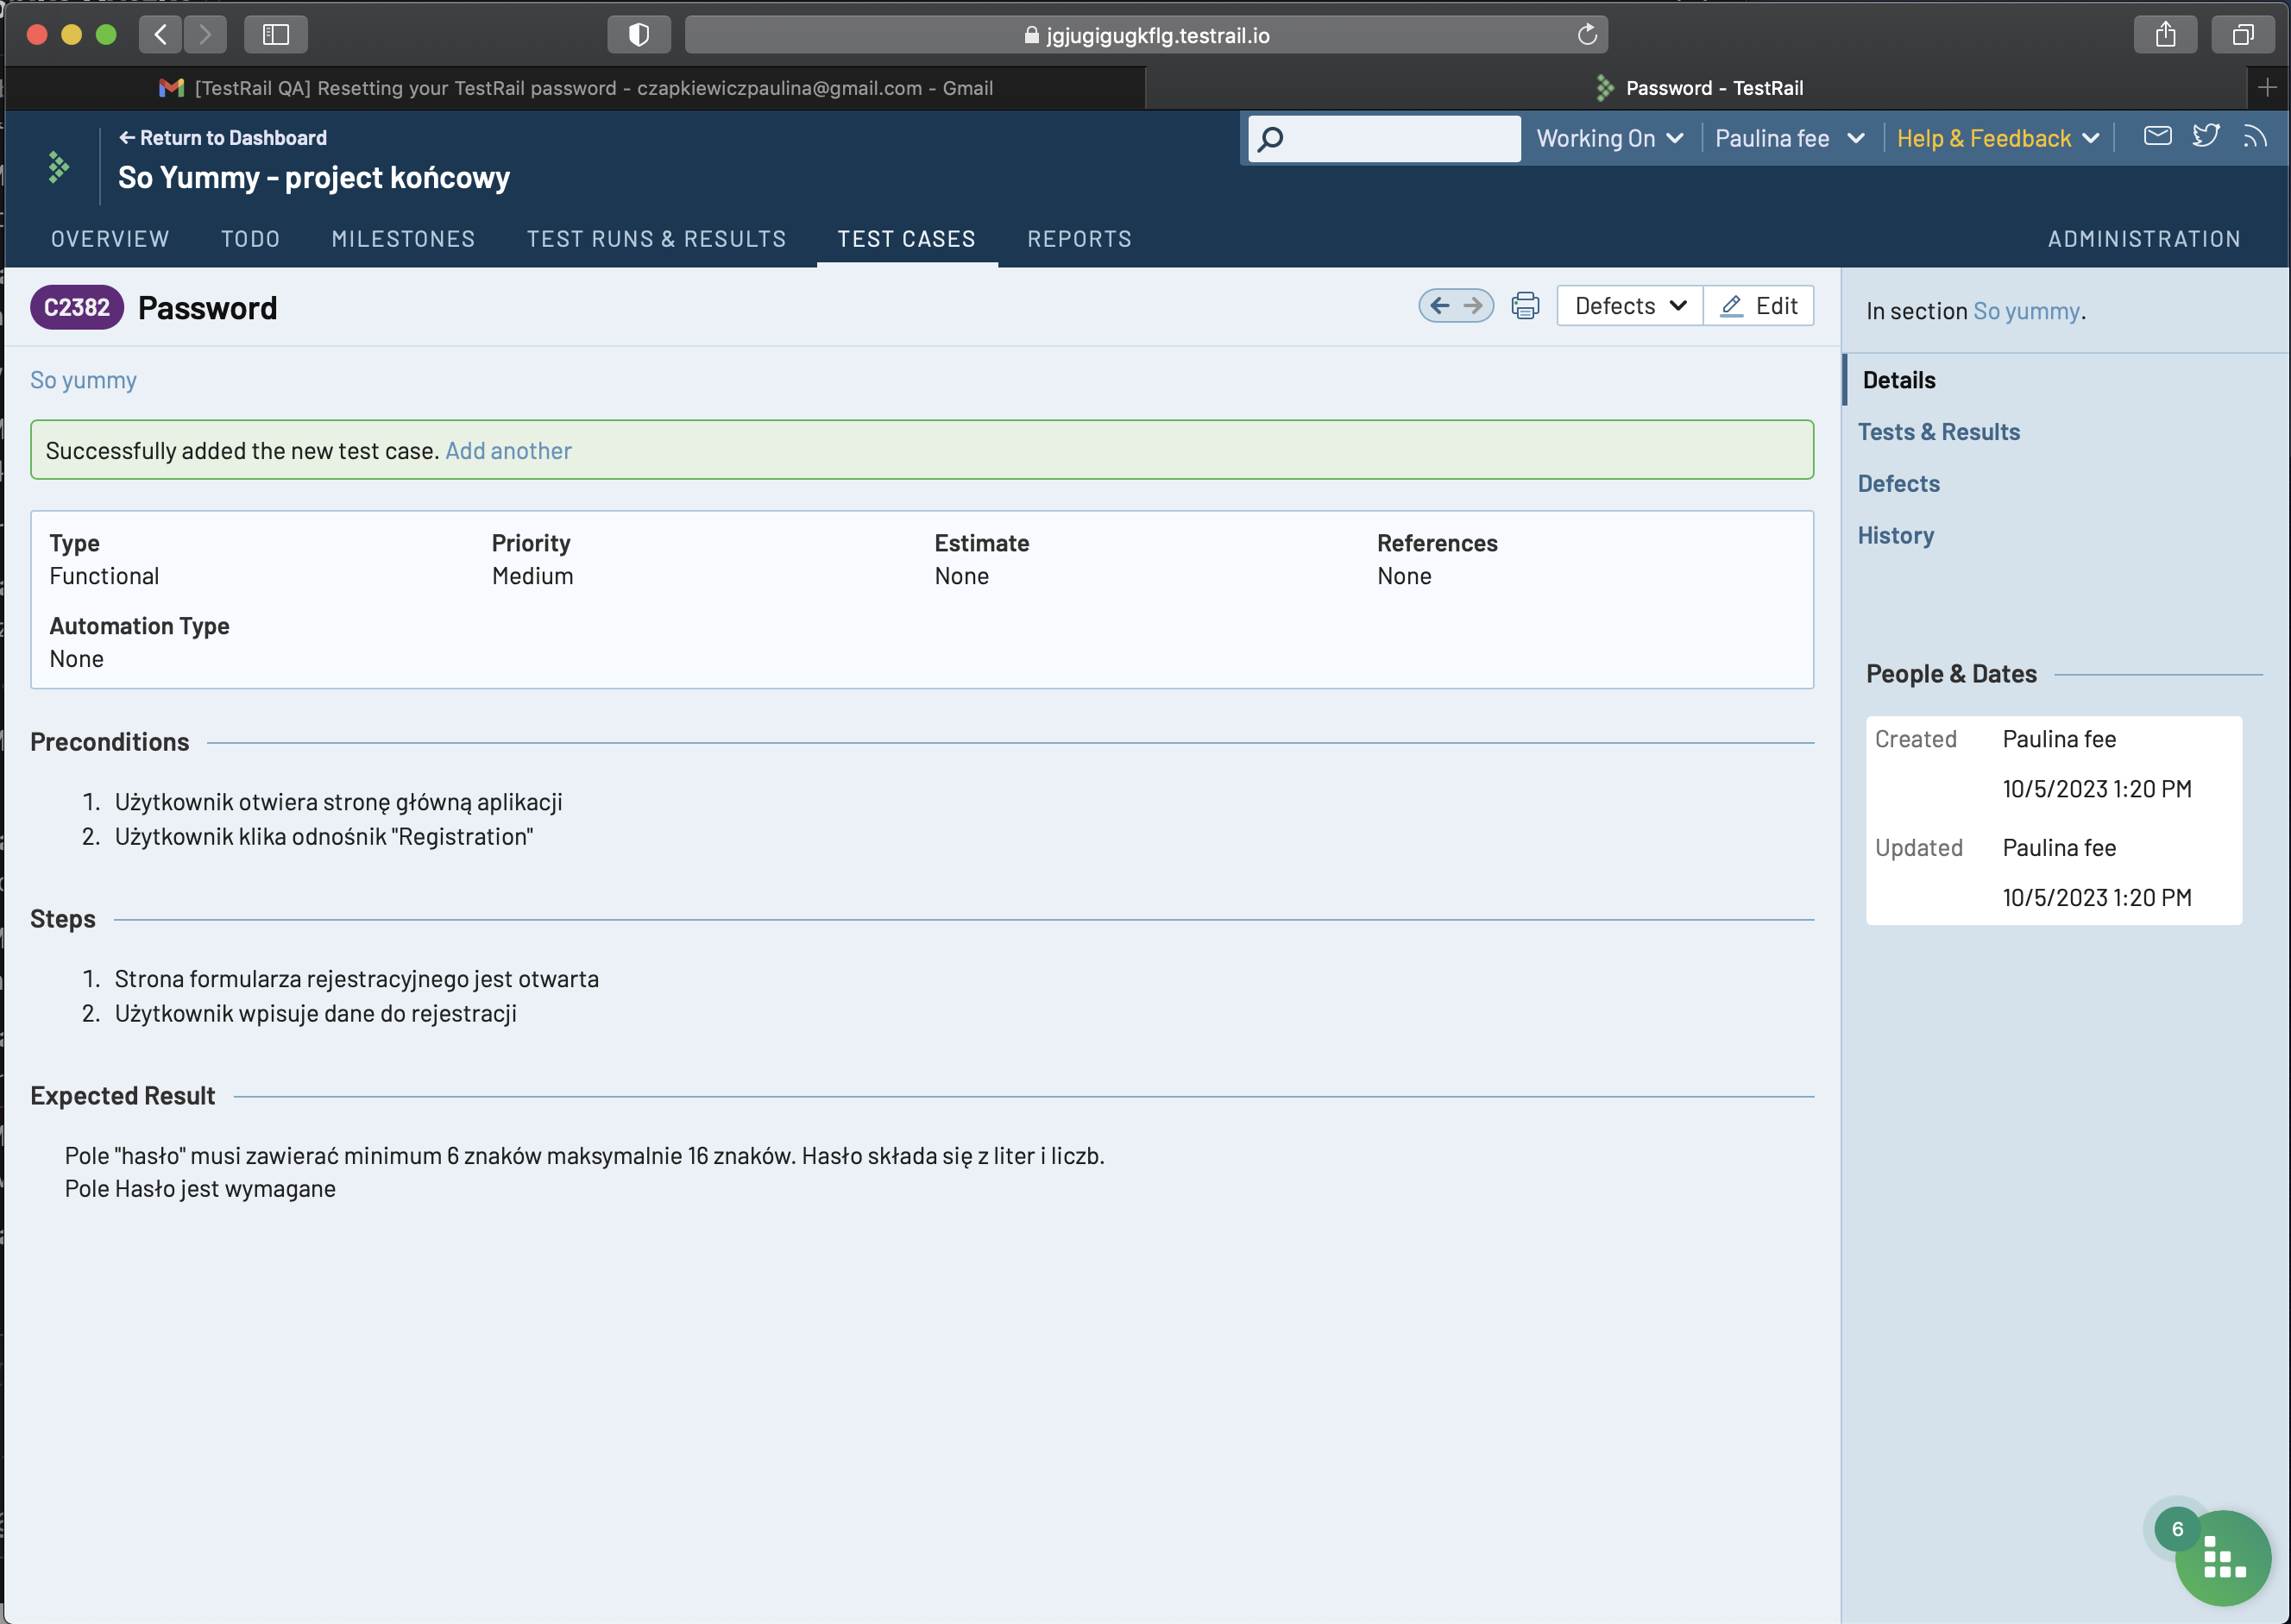 jgjugigugkflg.testrail.io
[TestRail QA] Resetting your TestRail password - czapkiewiczpaulina@gmail.com - Gmail
Password - TestRail
Return to Dashboard
So Yummy - project końcowy
Working On
Paulina fee
Help & Feedback
OVERVIEW
TODO
MILESTONES
TEST RUNS & RESULTS
TEST CASES
REPORTS
ADMINISTRATION
C2382
Password
Defects
Edit
In section So yummy.
So yummy
Details
Successfully added the new test case. Add another
Tests & Results
Defects
History
Type
Functional
Priority
Medium
Estimate
None
References
None
Automation Type
None
People & Dates
Created Paulina fee
10/5/2023 1:20 PM
Updated Paulina fee
10/5/2023 1:20 PM
Preconditions
1. Użytkownik otwiera stronę główną aplikacji
2. Użytkownik klika odnośnik "Registration"
Steps
1. Strona formularza rejestracyjnego jest otwarta
2. Użytkownik wpisuje dane do rejestracji
Expected Result
Pole "hasło" musi zawierać minimum 6 znaków maksymalnie 16 znaków. Hasło składa się z liter i liczb.
Pole Hasło jest wymagane
6